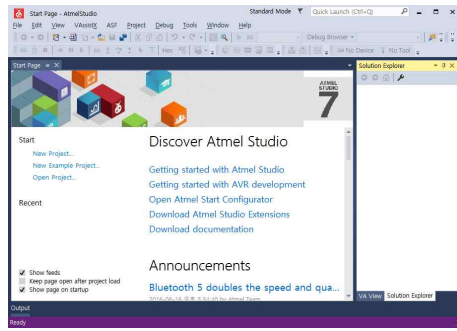 Start Page - AtmelStudio
Standard Mode
Quick Launch (Ctrl+Q)
File Edit View VAssistX ASF Project Debug Tools Window Help
Debug Browser
Hex
No Device
No Tool
Start Page
Solution Explorer
ATMEL
STUDIO
7
Start
New Project...
New Example Project...
Open Project...
Recent
Discover Atmel Studio
Getting started with Atmel Studio
Getting started with AVR development
Open Atmel Start Configurator
Download Atmel Studio Extensions
Download documentation
Announcements
Bluetooth 5 doubles the speed and qua...
by Atmel Team
Show feeds
Keep page open after project load
Show page on startup
VA View Solution Explorer
Output
Ready